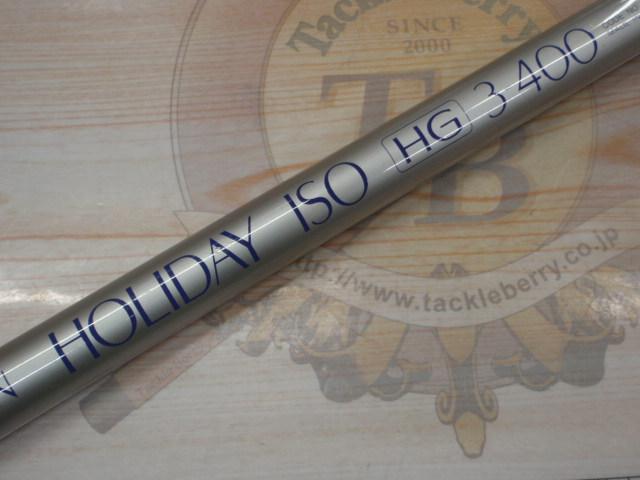 Tackleberry
SINCE
2000
TB
http://www.tackleberry.co.jp
N HOLIDAY ISO HG 3-400